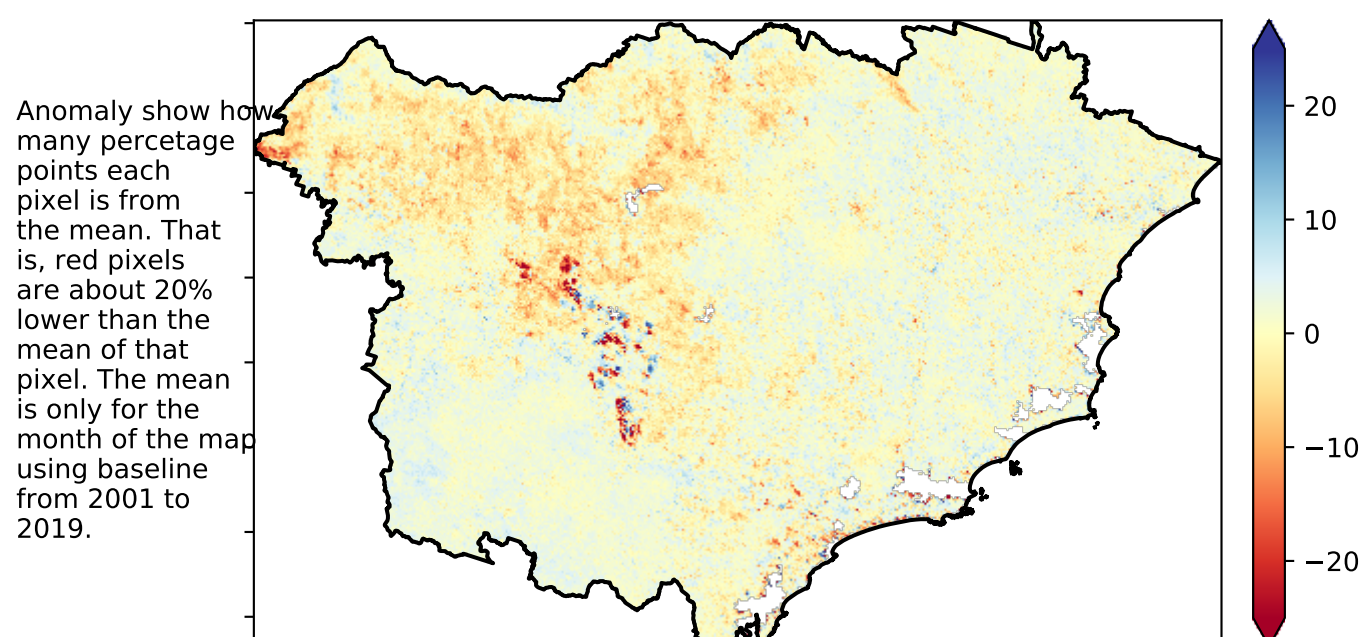 Anomaly show how
many percetage
points each
pixel is from
the mean. That
is, red pixels
are about 20%
lower than the
mean of that
pixel. The mean
is only for the
month of the map
using baseline
from 2001 to
2019.
20
10
0
−10
−20